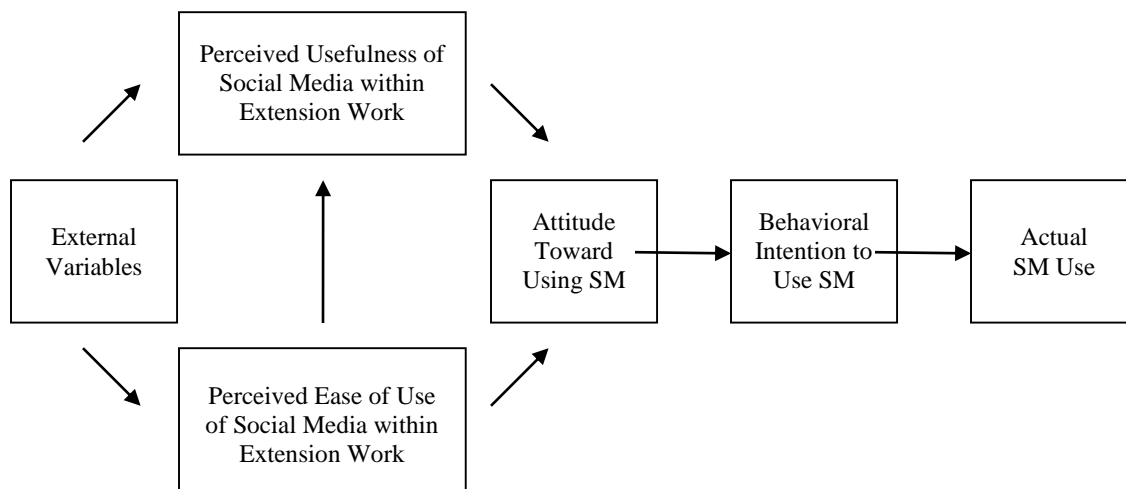 Perceived Usefulness of
Social Media within
Extension Work
External
Variables
Attitude
Toward
Using SM
Behavioral
Intention to
Use SM
Actual
SM Use
Perceived Ease of Use
of Social Media within
Extension Work